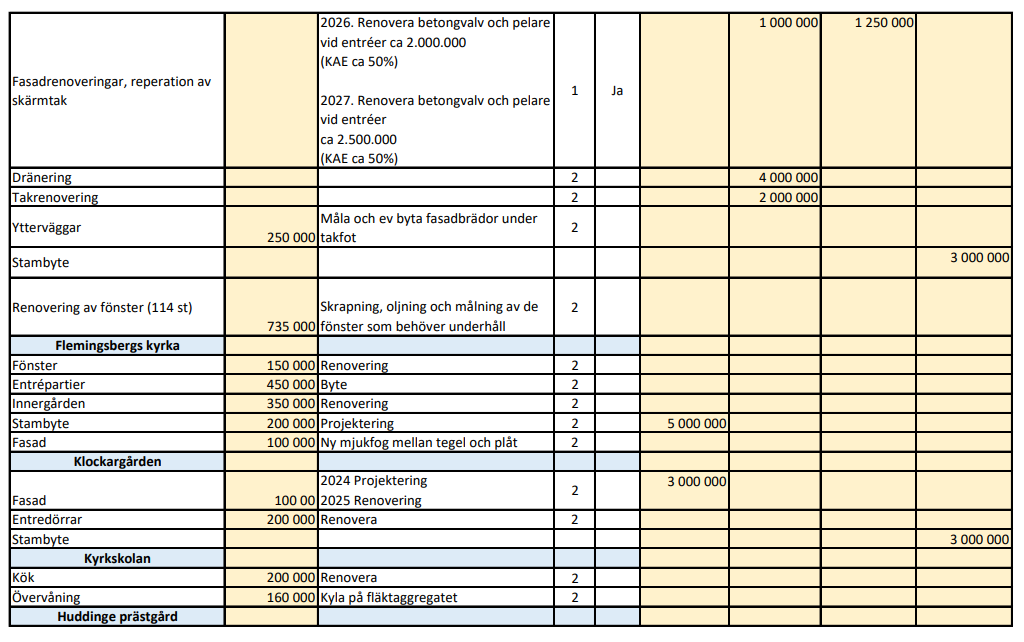 Fasadrenoveringar, reperation av skärmtak
2026. Renovera betongvalv och pelare
vid entréer ca 2.000.000
(KAE ca 50%)
2027. Renovera betongvalv och pelare
vid entréer
ca 2.500.000
(KAE ca 50%)
1 Ja 1 000 000 1 250 000
Dränering 2 4 000 000
Takrenovering 2 2 000 000
Ytterväggar 250 000 Måla och ev byta fasadbrädor under
takfot 2
Stambyte 3 000 000
Renovering av fönster (114 st) 735 000 Skrapning, oljning och målning av de
fönster som behöver underhåll 2
Flemingsbergs kyrka
Fönster 150 000 Renovering 2
Entrépartier 450 000 Byte 2
Innergården 350 000 Renovering 2
Stambyte 200 000 Projektering 2 5 000 000
Fasad 100 000 Ny mjukfog mellan tegel och plåt 2
Klockargården
Fasad 100 00 2024 Projektering
2025 Renovering 2 3 000 000
Entredörrar 200 000 Renovera 2
Stambyte 3 000 000
Kyrkskolan
Kök 200 000 Renovera 2
Övervåning 160 000 Kyla på fläktaggregatet 2
Huddinge prästgård